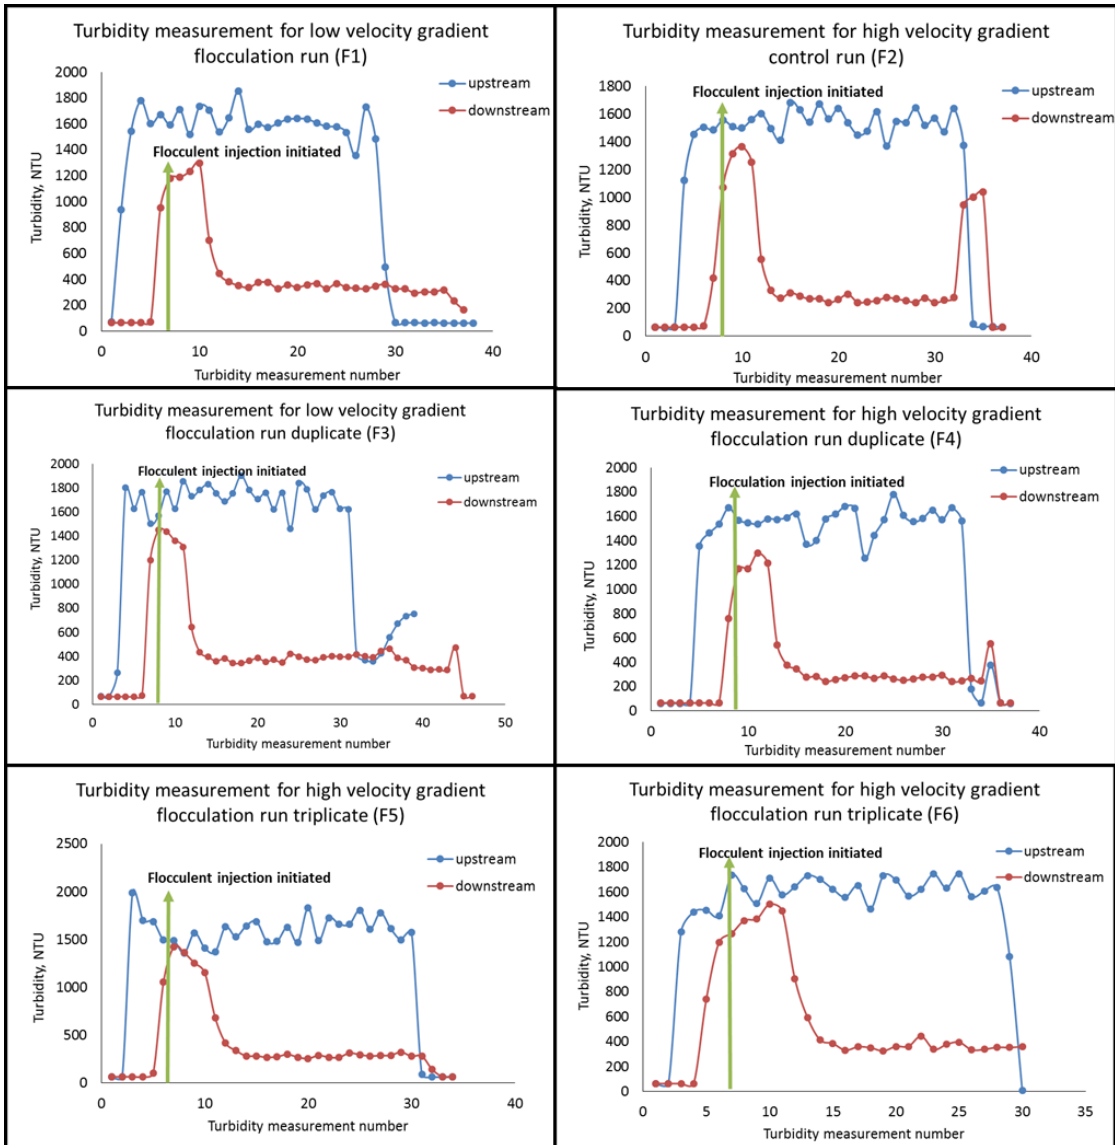 Turbidity measurement for low velocity gradient
flocculation run (F1)
upstream
downstream
Flocculent injection initiated
Turbidity, NTU
2000
1800
1600
1400
1200
1000
800
600
400
200
0
0 10 20 30 40
Turbidity measurement number
Turbidity measurement for high velocity gradient
control run (F2)
upstream
downstream
Flocculent injection initiated
Turbidity, NTU
1800
1600
1400
1200
1000
800
600
400
200
0
0 10 20 30 40
Turbidity measurement number
Turbidity measurement for low velocity gradient
flocculation run duplicate (F3)
upstream
downstream
Flocculent injection initiated
Turbidity, NTU
2000
1800
1600
1400
1200
1000
800
600
400
200
0
0 10 20 30 40 50
Turbidity measurement number
Turbidity measurement for high velocity gradient
flocculation run duplicate (F4)
upstream
downstream
Flocculation injection initiated
Turbidity, NTU
2000
1800
1600
1400
1200
1000
800
600
400
200
0
0 10 20 30 40
Turbidity measurement number
Turbidity measurement for high velocity gradient
flocculation run triplicate (F5)
upstream
downstream
Flocculent injection initiated
Turbidity, NTU
2500
2000
1500
1000
500
0
0 10 20 30 40
Turbidity measurement number
Turbidity measurement for high velocity gradient
flocculation run triplicate (F6)
upstream
downstream
Flocculent injection initiated
Turbidity, NTU
2000
1800
1600
1400
1200
1000
800
600
400
200
0
0 5 10 15 20 25 30 35
Turbidity measurement number